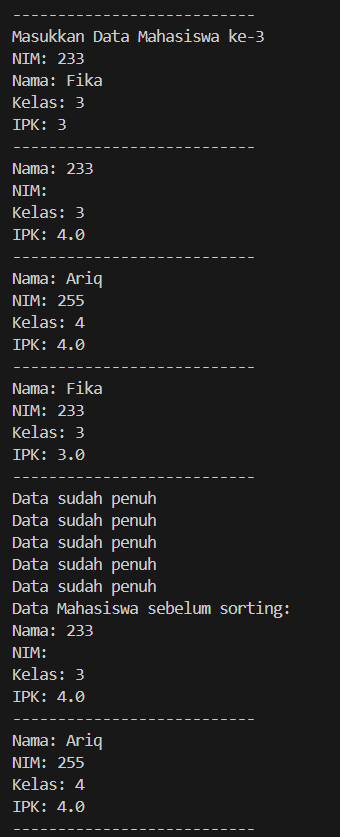 ---------------------------
Masukkan Data Mahasiswa ke-3
NIM: 233
Nama: Fika
Kelas: 3
IPK: 3
---------------------------
Nama: 233
NIM:
Kelas: 3
IPK: 4.0
---------------------------
Nama: Ariq
NIM: 255
Kelas: 4
IPK: 4.0
---------------------------
Nama: Fika
NIM: 233
Kelas: 3
IPK: 3.0
---------------------------
Data sudah penuh
Data sudah penuh
Data sudah penuh
Data sudah penuh
Data sudah penuh
Data Mahasiswa sebelum sorting:
Nama: 233
NIM:
Kelas: 3
IPK: 4.0
---------------------------
Nama: Ariq
NIM: 255
Kelas: 4
IPK: 4.0
---------------------------